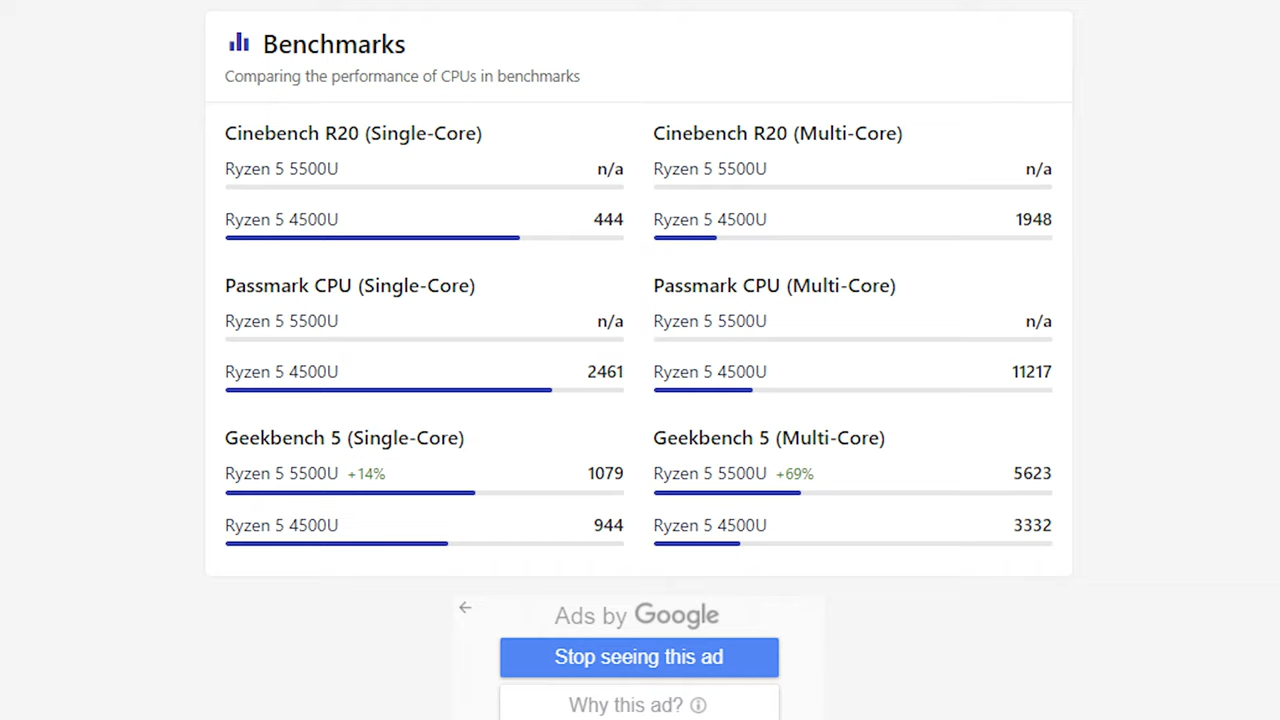 Benchmarks
Comparing the performance of CPUs in benchmarks
Cinebench R20 (Single-Core)
Ryzen 5 5500U n/a
Ryzen 5 4500U 444
Cinebench R20 (Multi-Core)
Ryzen 5 5500U n/a
Ryzen 5 4500U 1948
Passmark CPU (Single-Core)
Ryzen 5 5500U n/a
Ryzen 5 4500U 2461
Passmark CPU (Multi-Core)
Ryzen 5 5500U n/a
Ryzen 5 4500U 11217
Geekbench 5 (Single-Core)
Ryzen 5 5500U +14% 1079
Ryzen 5 4500U 944
Geekbench 5 (Multi-Core)
Ryzen 5 5500U +69% 5623
Ryzen 5 4500U 3332
Ads by Google
Stop seeing this ad
Why this ad?